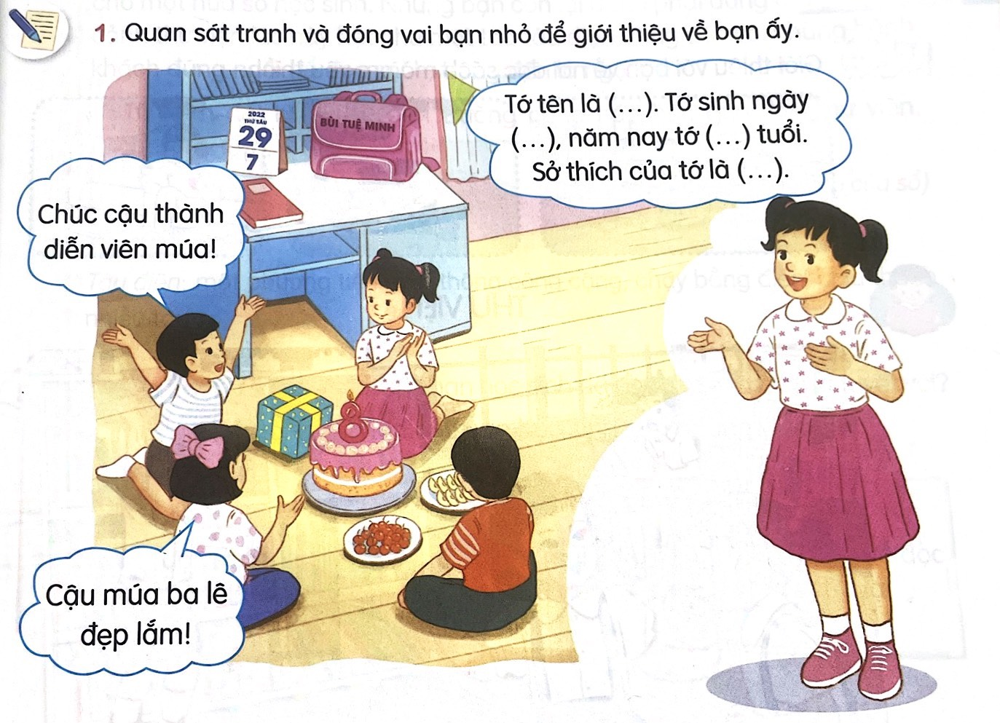 1. Quan sát tranh và đóng vai bạn nhỏ để giới thiệu về bạn ấy.
Tớ tên là (...). Tớ sinh ngày
(...), năm nay tớ (...) tuổi.
Sở thích của tớ là (...).
2022
THỨ SÁU
29
7
BÙI TUỆ MINH
Chúc cậu thành
diễn viên múa!
8
Cậu múa ba lê
đẹp lắm!